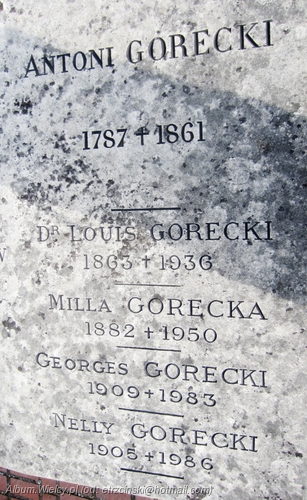 ANTONI GORECKI
1787 † 1861
DR LOUIS GORECKI
1863 † 1936
MILLA GORECKA
1882 † 1950
GEORGES GORECKI
1909 † 1983
NELLY GORECKI
1905 † 1986